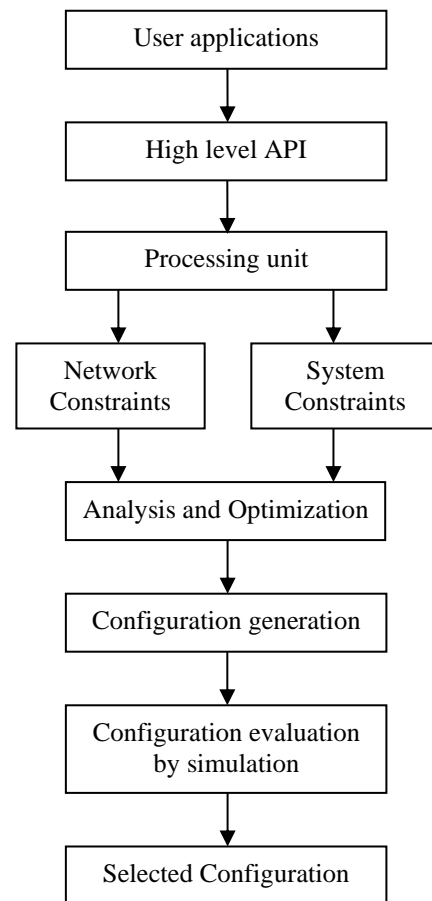 User applications
High level API
Processing unit
Network
Constraints
System
Constraints
Analysis and Optimization
Configuration generation
Configuration evaluation
by simulation
Selected Configuration